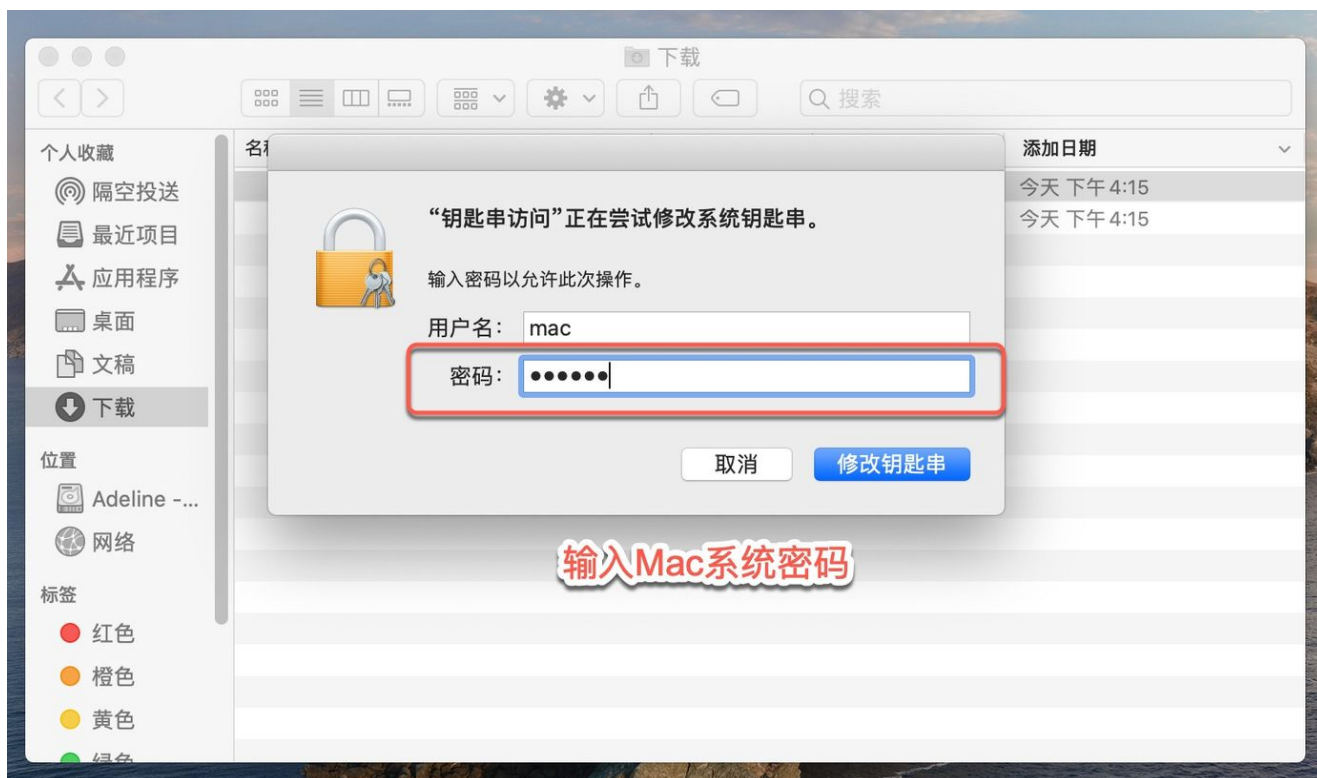 下载
搜索
个人收藏
隔空投送
最近项目
应用程序
桌面
文稿
下载
位置
Adeline -...
网络
标签
红色
橙色
黄色
绿色
名称
添加日期
今天 下午 4:15
今天 下午 4:15
“钥匙串访问”正在尝试修改系统钥匙串。
输入密码以允许此次操作。
用户名： mac
密码： ••••••
取消 修改钥匙串
输入Mac系统密码